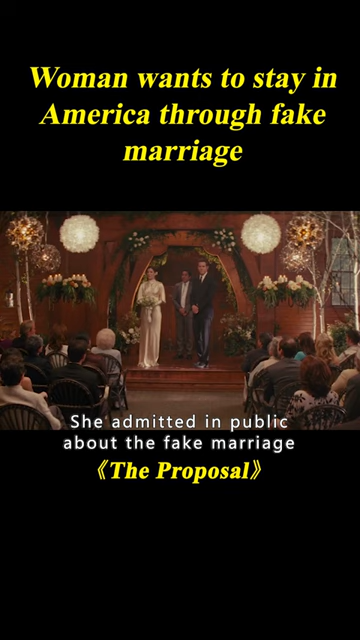 Woman wants to stay in
America through fake
marriage
She admitted in public
about the fake marriage
《The Proposal》